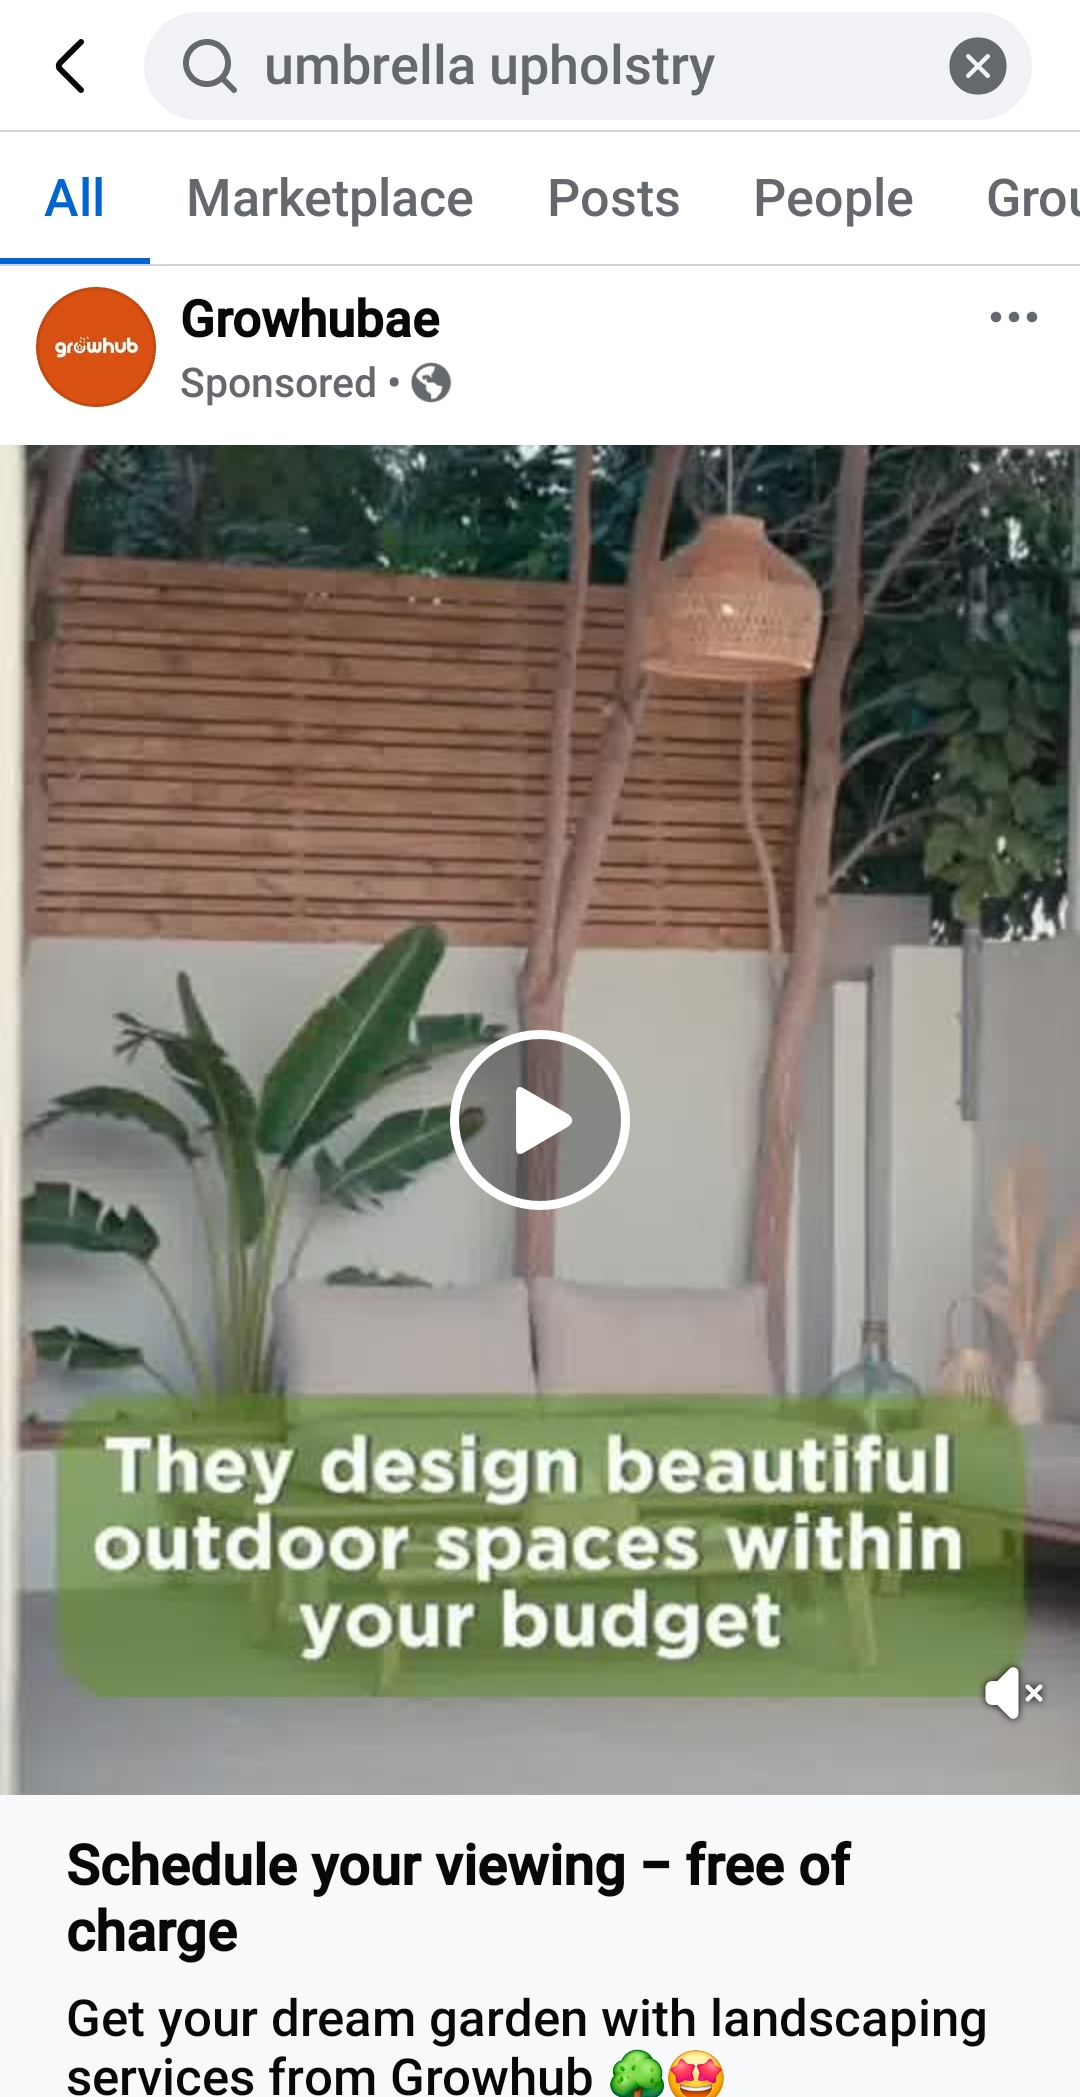 umbrella upholstry
All Marketplace Posts People Grou
Growhubae
growhub
Sponsored •
They design beautiful
outdoor spaces within
your budget
Schedule your viewing – free of
charge
Get your dream garden with landscaping
services from Growhub 🌳🤩